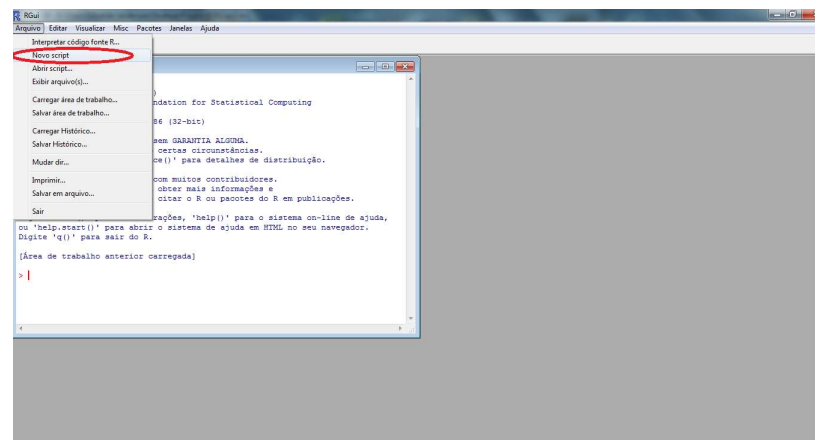 RGui
Arquivo Editar Visualizar Misc Pacotes Janelas Ajuda
Interpretar código fonte R...
Novo script
Abrir script...
Exibir arquivo(s)...
Carregar área de trabalho...
Salvar área de trabalho...
Carregar Histórico...
Salvar Histórico...
Mudar dir...
Imprimir...
Salvar em arquivo...
Sair
)
ndation for Statistical Computing
86 (32-bit)
sem GARANTIA ALGUMA.
certas circunstâncias.
ce()' para detalhes de distribuição.
com muitos contribuidores.
obter mais informações e
citar o R ou pacotes do R em publicações.
rações, 'help()' para o sistema on-line de ajuda,
ou 'help.start()' para abrir o sistema de ajuda em HTML no seu navegador.
Digite 'q()' para sair do R.
[Área de trabalho anterior carregada]
>